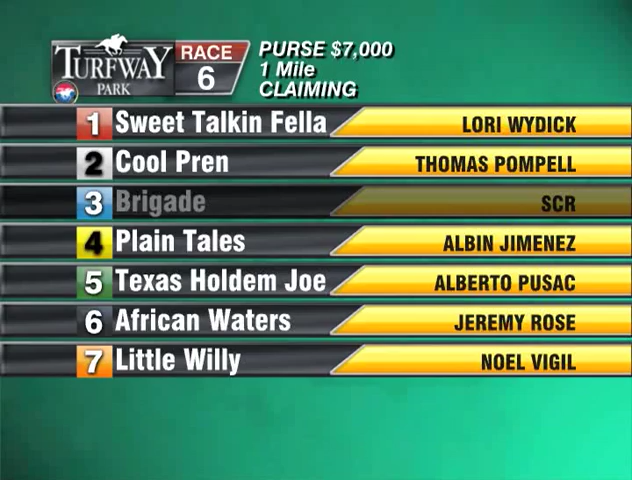 TURFWAY
PARK
RACE
6
PURSE $7,000
1 Mile
CLAIMING
1 Sweet Talkin Fella LORI WYDICK
2 Cool Pren THOMAS POMPELL
3 Brigade SCR
4 Plain Tales ALBIN JIMENEZ
5 Texas Holdem Joe ALBERTO PUSAC
6 African Waters JEREMY ROSE
7 Little Willy NOEL VIGIL